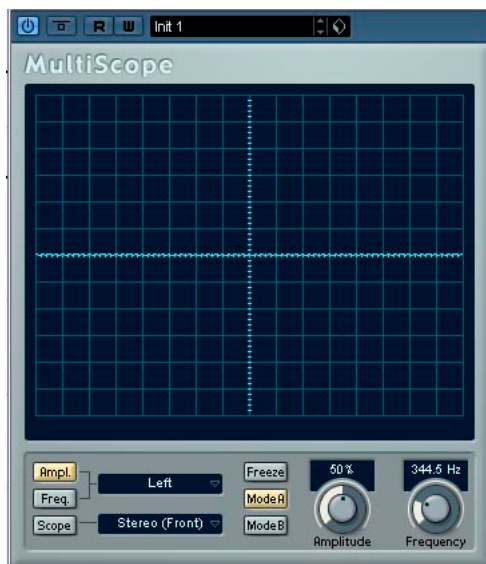 R W Init 1
MultiScope
Ampl. Left Freeze 50% 344.5 Hz
Freq. Mode A
Scope Stereo (Front) Mode B
Amplitude Frequency